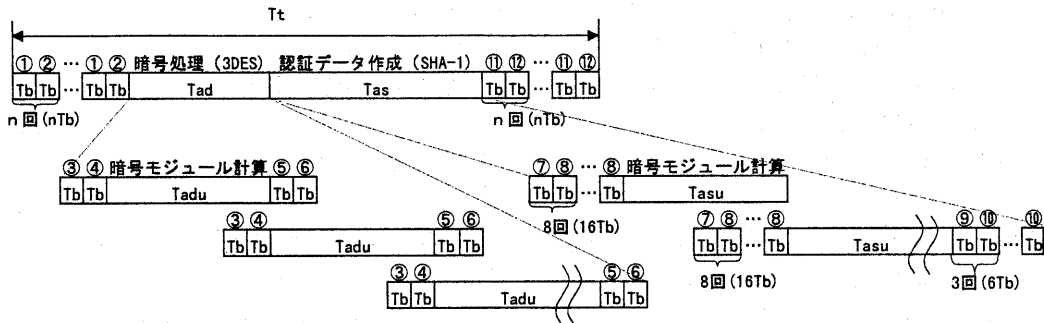 Tt
① ② … ① ② 暗号処理 (3DES) 認証データ作成 (SHA-1) ⑪ ⑫ … ⑪ ⑫
Tb Tb … Tb Tb Tad Tas Tb Tb … Tb Tb
n 回 (nTb) n 回 (nTb)
③ ④ 暗号モジュール計算 ⑤ ⑥
Tb Tb Tadu Tb Tb
⑦ ⑧ … ⑧ 暗号モジュール計算
Tb Tb … Tb Tasu
8回 (16Tb)
③ ④ ⑤ ⑥
Tb Tb Tadu Tb Tb
⑦ ⑧ … ⑧ ⑨ ⑩ ⑩
Tb Tb … Tb Tasu Tb Tb … Tb
8回 (16Tb) 3回 (6Tb)
③ ④ ⑤ ⑥
Tb Tb Tadu Tb Tb